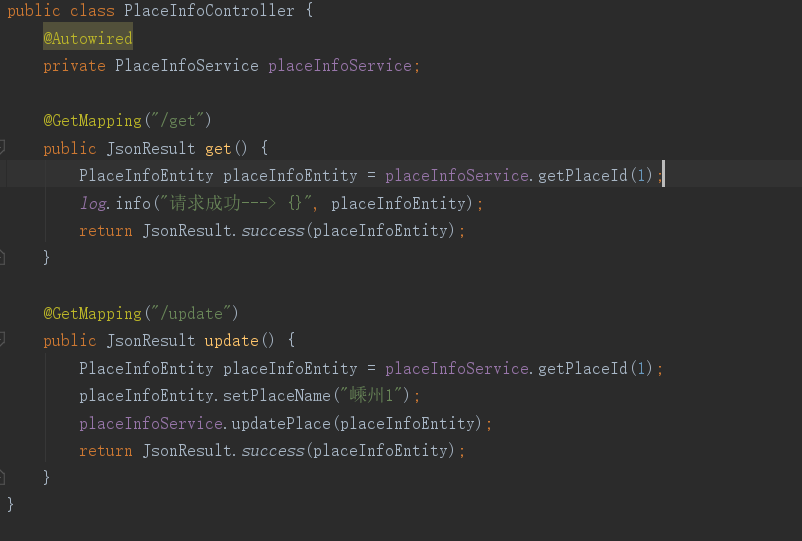 public class PlaceInfoController {
@Autowired
private PlaceInfoService placeInfoService;
@GetMapping("/get")
public JsonResult get() {
PlaceInfoEntity placeInfoEntity = placeInfoService.getPlaceId(1);
log.info("请求成功---> {}", placeInfoEntity);
return JsonResult.success(placeInfoEntity);
}
@GetMapping("/update")
public JsonResult update() {
PlaceInfoEntity placeInfoEntity = placeInfoService.getPlaceId(1);
placeInfoEntity.setPlaceName("嵊州1");
placeInfoService.updatePlace(placeInfoEntity);
return JsonResult.success(placeInfoEntity);
}
}